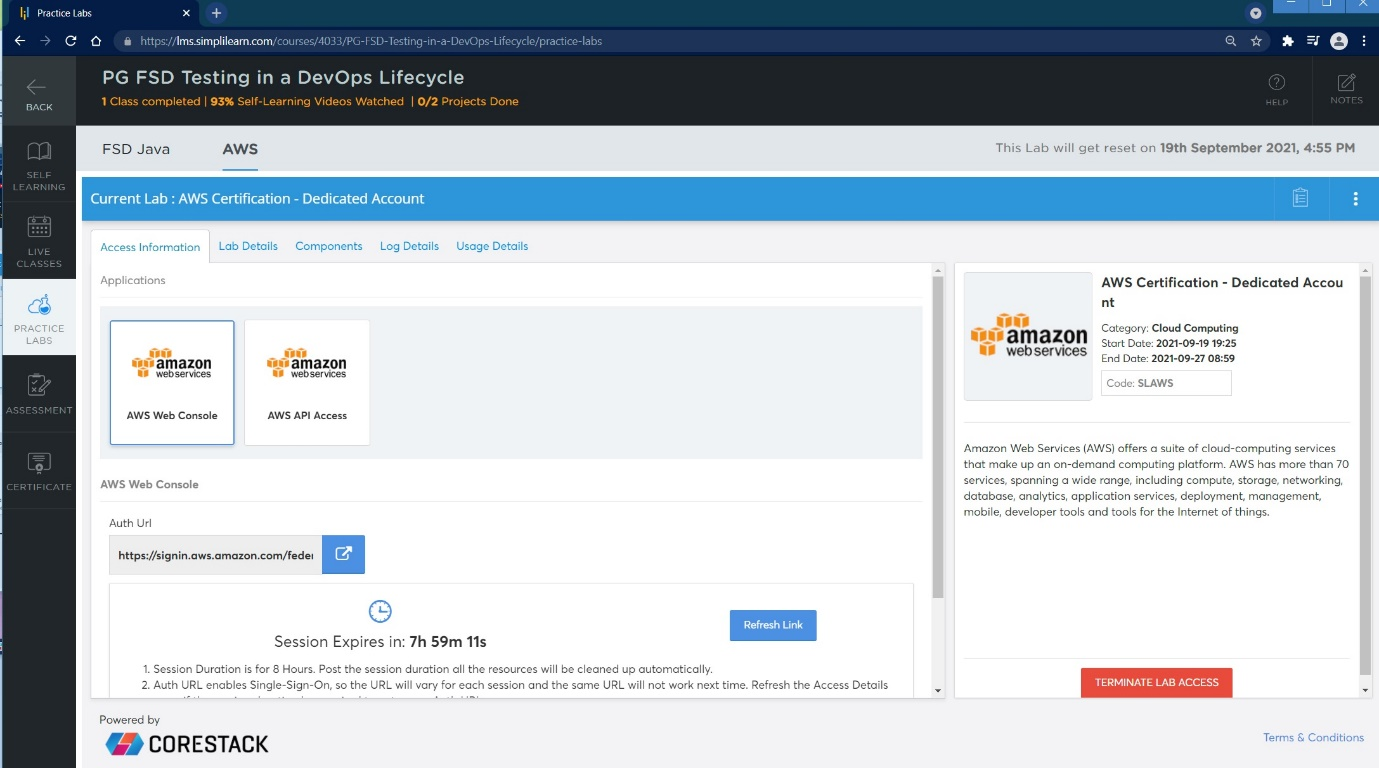 Practice Labs
https://lms.simplilearn.com/courses/4033/PG-FSD-Testing-in-a-DevOps-Lifecycle/practice-labs
BACK
PG FSD Testing in a DevOps Lifecycle
1 Class completed | 93% Self-Learning Videos Watched | 0/2 Projects Done
HELP
NOTES
SELF
LEARNING
LIVE
CLASSES
PRACTICE
LABS
ASSESSMENT
CERTIFICATE
FSD Java
AWS
This Lab will get reset on 19th September 2021, 4:55 PM
Current Lab : AWS Certification - Dedicated Account
Access Information
Lab Details
Components
Log Details
Usage Details
Applications
amazon
web services
AWS Web Console
amazon
web services
AWS API Access
AWS Web Console
Auth Url
https://signin.aws.amazon.com/feder
Session Expires in: 7h 59m 11s
Refresh Link
1. Session Duration is for 8 Hours. Post the session duration all the resources will be cleaned up automatically.
2. Auth URL enables Single-Sign-On, so the URL will vary for each session and the same URL will not work next time. Refresh the Access Details
amazon
web services
AWS Certification - Dedicated Accou
nt
Category: Cloud Computing
Start Date: 2021-09-19 19:25
End Date: 2021-09-27 08:59
Code: SLAWS
Amazon Web Services (AWS) offers a suite of cloud-computing services
that make up an on-demand computing platform. AWS has more than 70
services, spanning a wide range, including compute, storage, networking,
database, analytics, application services, deployment, management,
mobile, developer tools and tools for the Internet of things.
TERMINATE LAB ACCESS
Powered by
CORESTACK
Terms & Conditions